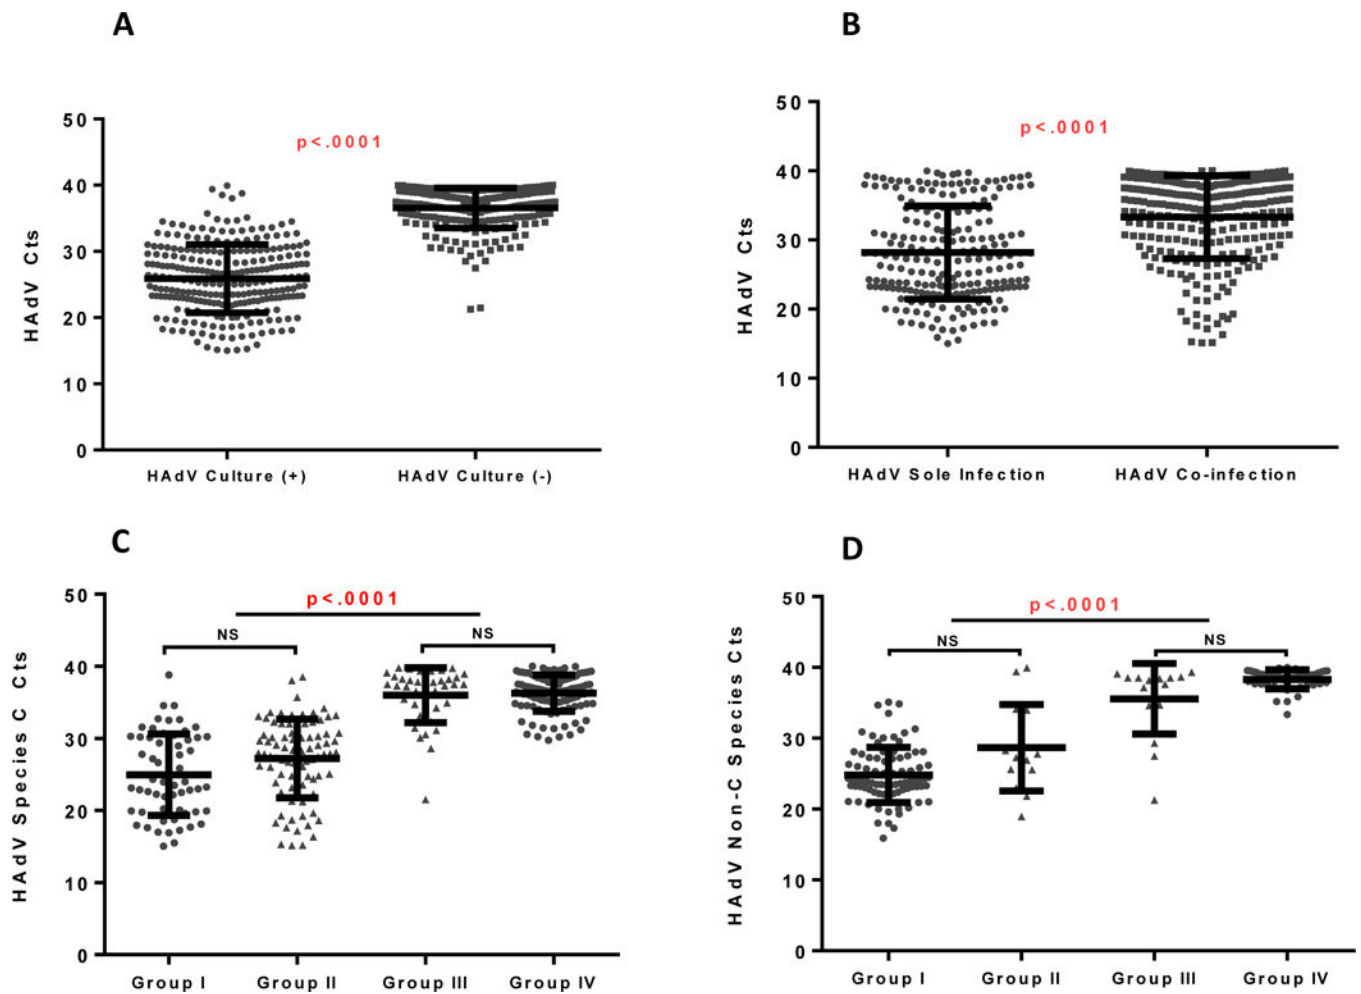 A
HAdV Cts
50
40
30
20
10
0
p<.0001
HAdV Culture (+)
HAdV Culture (-)
B
HAdV Cts
50
40
30
20
10
0
p<.0001
HAdV Sole Infection
HAdV Co-infection
C
HAdV Species C Cts
50
40
30
20
10
0
p<.0001
NS
NS
Group I
Group II
Group III
Group IV
D
HAdV Non-C Species Cts
50
40
30
20
10
0
p<.0001
NS
NS
Group I
Group II
Group III
Group IV